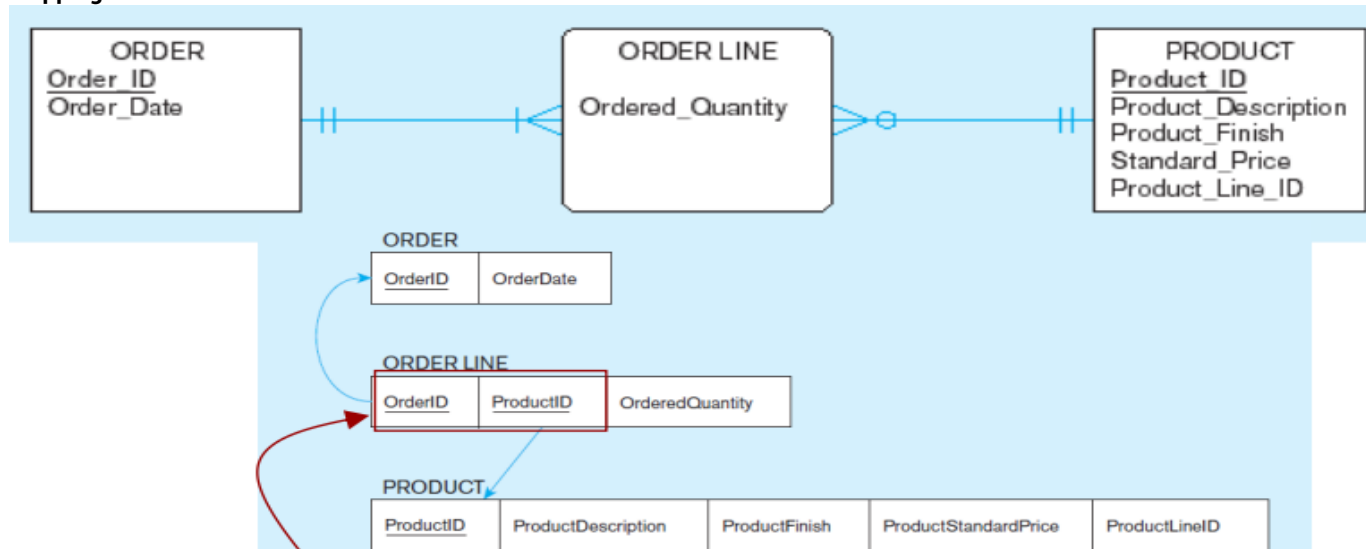 ORDER
Order_ID
Order_Date
ORDER LINE
Ordered_Quantity
PRODUCT
Product_ID
Product_Description
Product_Finish
Standard_Price
Product_Line_ID
ORDER
OrderID OrderDate
ORDER LINE
OrderID ProductID OrderedQuantity
PRODUCT
ProductID ProductDescription ProductFinish ProductStandardPrice ProductLineID